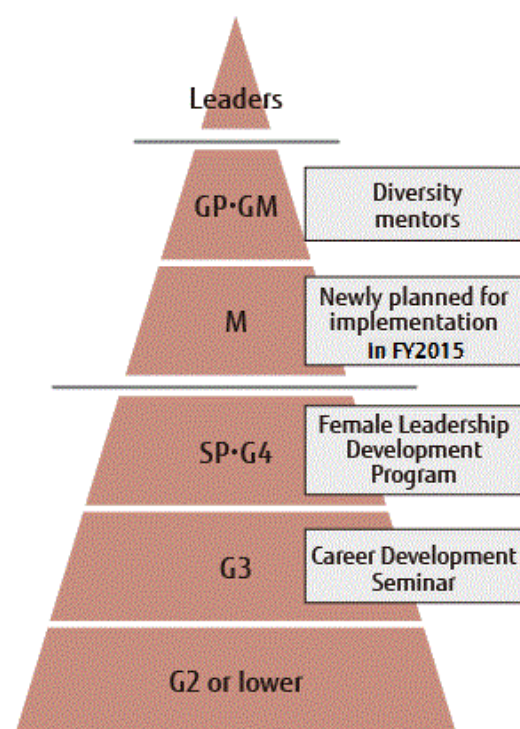 Leaders
GP•GM
Diversity
mentors
M
Newly planned for
implementation
In FY2015
SP•G4
Female Leadership
Development
Program
G3
Career Development
Seminar
G2 or lower